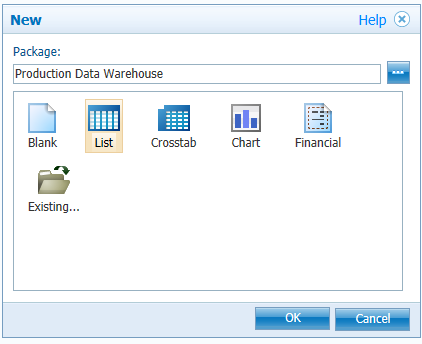 New Help
Package:
Production Data Warehouse
Blank List Crosstab Chart Financial
Existing...
OK Cancel